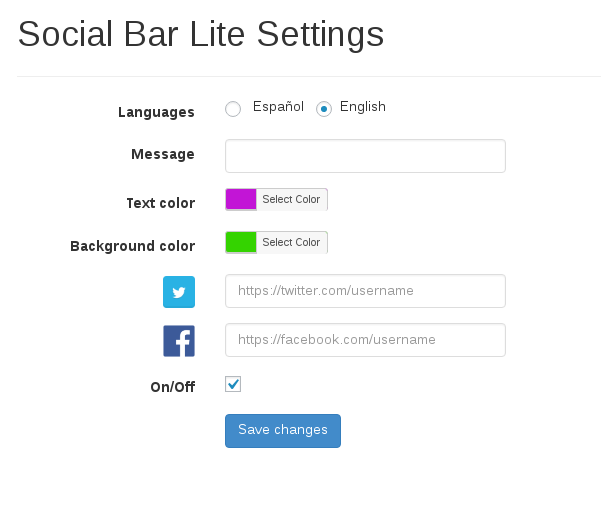 Social Bar Lite Settings
Languages Español English
Message
Text color Select Color
Background color Select Color
https://twitter.com/username
https://facebook.com/username
On/Off
Save changes